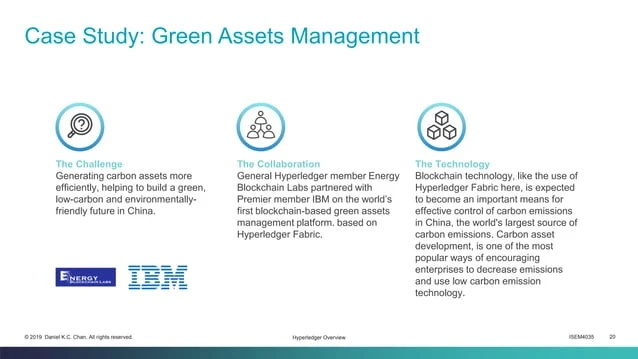 Case Study: Green Assets Management
The Challenge
Generating carbon assets more
efficiently, helping to build a green,
low-carbon and environmentally-
friendly future in China.
The Collaboration
General Hyperledger member Energy
Blockchain Labs partnered with
Premier member IBM on the world's
first blockchain-based green assets
management platform. based on
Hyperledger Fabric.
The Technology
Blockchain technology, like the use of
Hyperledger Fabric here, is expected
to become an important means for
effective control of carbon emissions
in China, the world's largest source of
carbon emissions. Carbon asset
development, is one of the most
popular ways of encouraging
enterprises to decrease emissions
and use low carbon emission
technology.
ENERGY
BLOCKCHAIN LABS
IBM
© 2019 Daniel K.C. Chan. All rights reserved.
Hyperledger Overview
ISEM4035
20